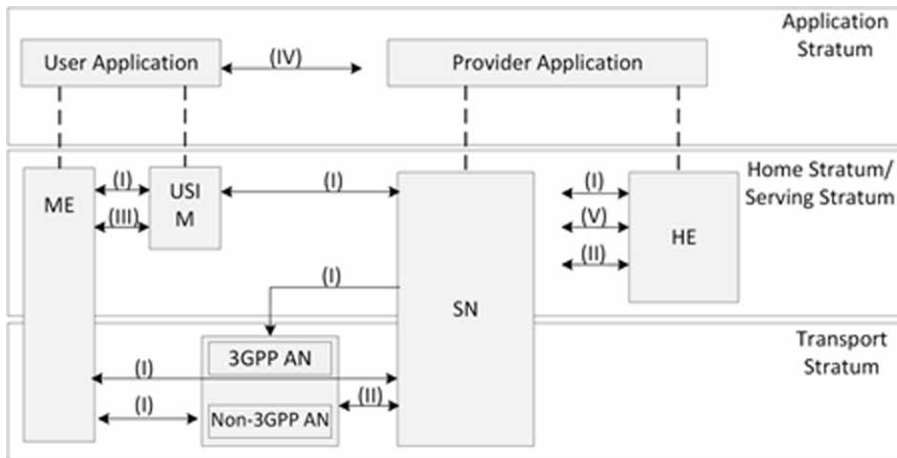 Application
Stratum
User Application
(IV)
Provider Application
Home Stratum/
Serving Stratum
ME
(I)
(III)
USI
M
(I)
(I)
SN
(I)
(V)
(II)
HE
Transport
Stratum
3GPP AN
(I)
(I)
(II)
Non-3GPP AN